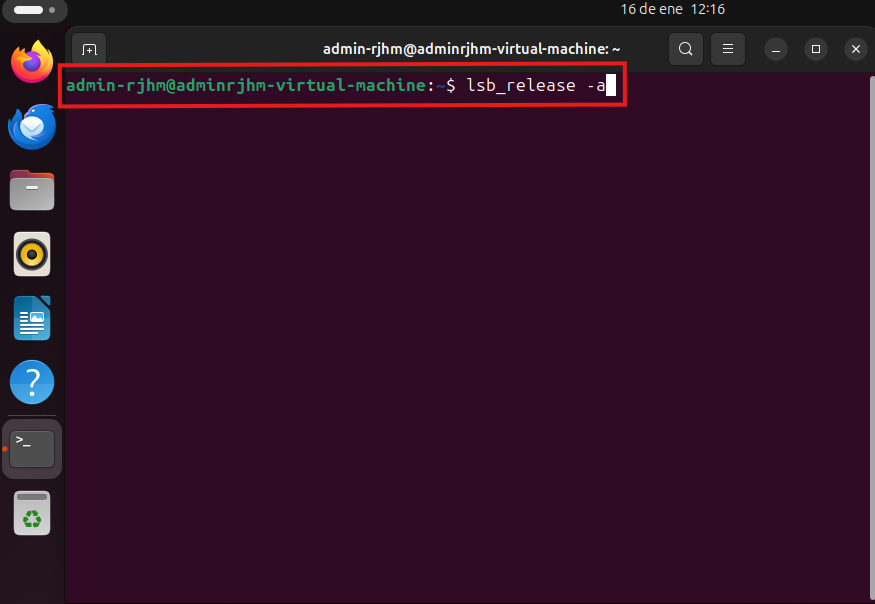 16 de ene 12:16
admin-rjhm@adminrjhm-virtual-machine: ~
admin-rjhm@adminrjhm-virtual-machine:~$ lsb_release -a
>_